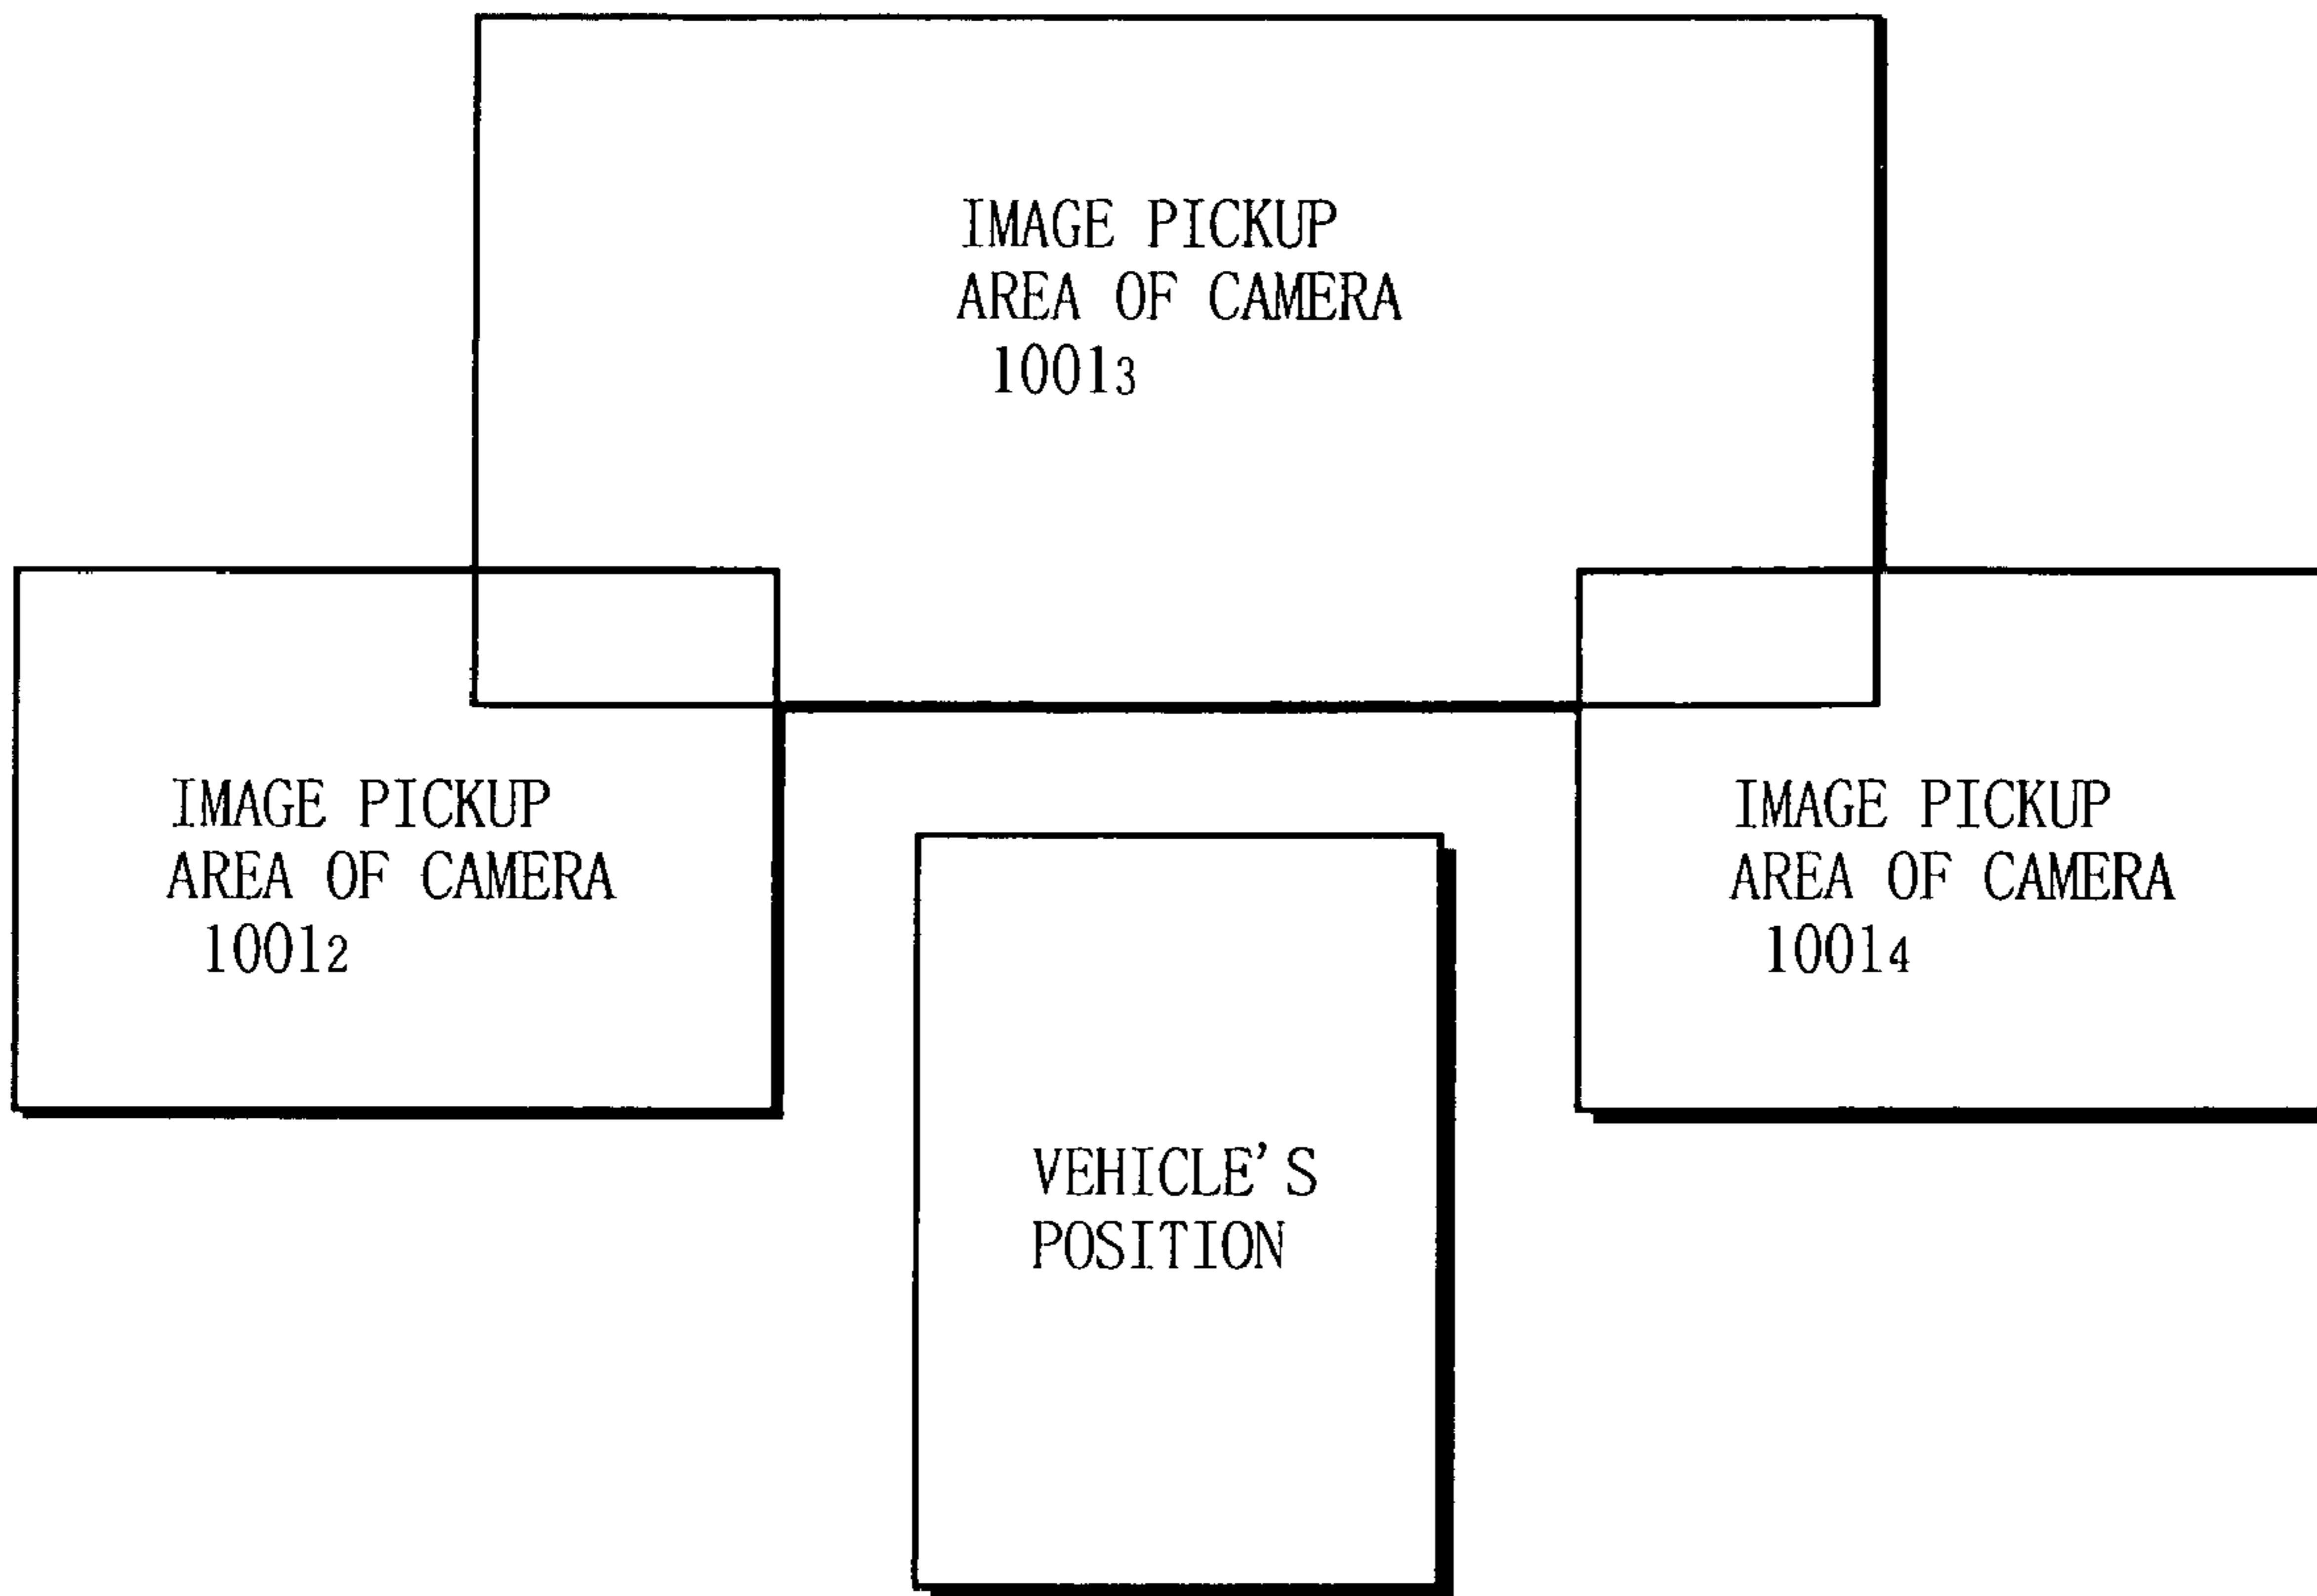 IMAGE PICKUP
AREA OF CAMERA
1001₃
IMAGE PICKUP
AREA OF CAMERA
1001₂
IMAGE PICKUP
AREA OF CAMERA
1001₄
VEHICLE'S
POSITION